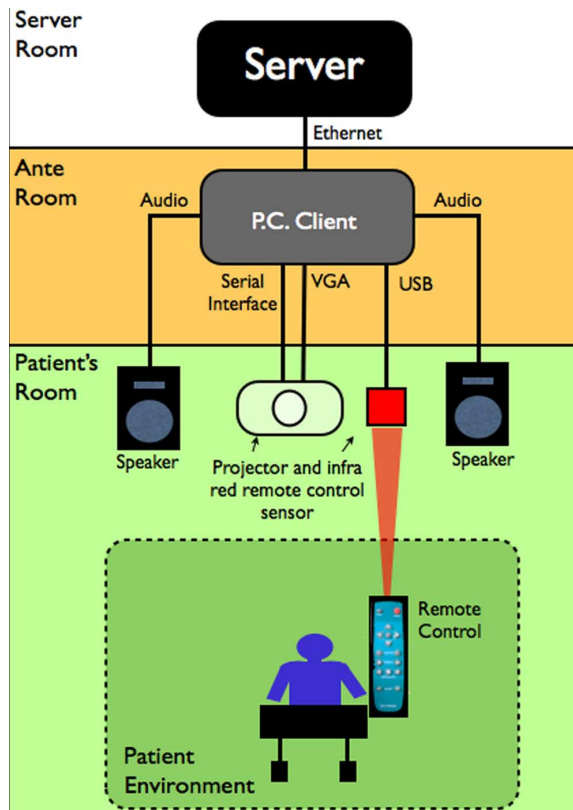 Server
Room
Server
Ethernet
Ante
Room
Audio
Audio
P.C. Client
Serial
Interface
VGA
USB
Patient's
Room
Speaker
Speaker
Projector and infra
red remote control
sensor
Remote
Control
Patient
Environment